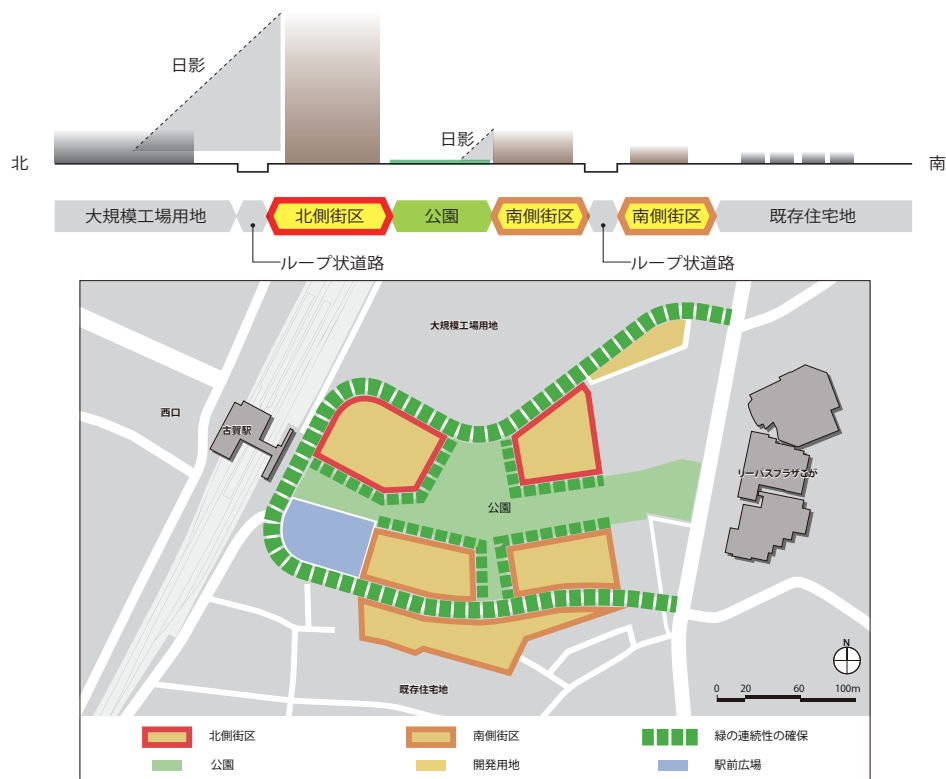 日影
日影
北
南
大規模工場用地
北側街区
公園
南側街区
南側街区
既存住宅地
ループ状道路
ループ状道路
大規模工場用地
西口
古賀駅
リーパスプラザこが
公園
既存住宅地
N
0 20 60 100m
北側街区
南側街区
緑の連続性の確保
公園
開発用地
駅前広場